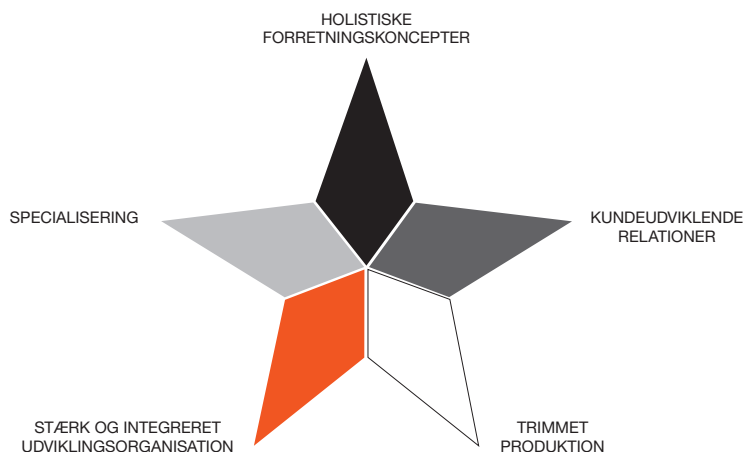 HOLISTISKE
FORRETNINGSKONCEPTER
SPECIALISERING
KUNDEUDVIKLENDE
RELATIONER
STÆRK OG INTEGRERET
UDVIKLINGSORGANISATION
TRIMMET
PRODUKTION